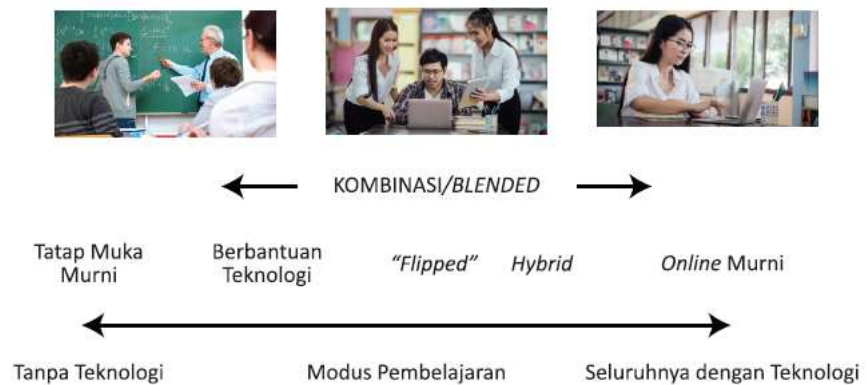 KOMBINASI/BLENDED
Tatap Muka
Murni
Berbantuan
Teknologi
"Flipped"
Hybrid
Online Murni
Tanpa Teknologi
Modus Pembelajaran
Seluruhnya dengan Teknologi